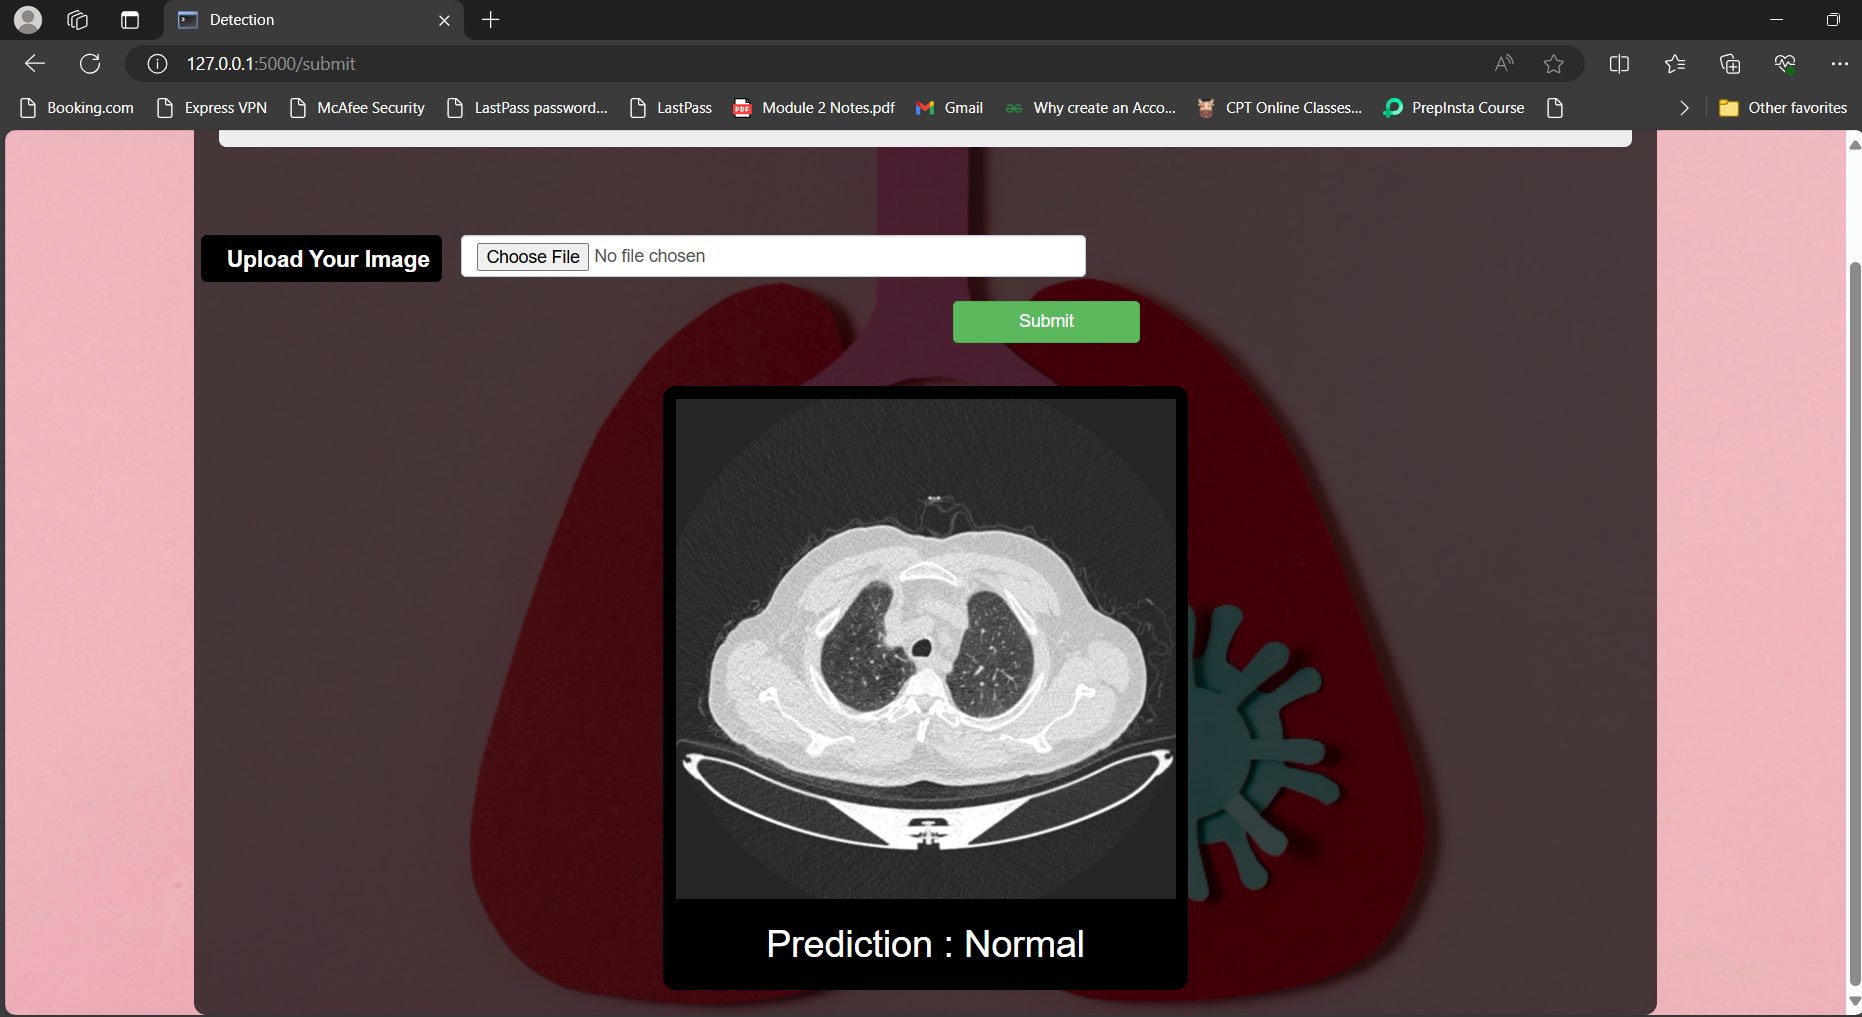 Detection
127.0.0.1:5000/submit
Booking.com Express VPN McAfee Security LastPass password... LastPass Module 2 Notes.pdf Gmail Why create an Acco... CPT Online Classes... PrepInsta Course Other favorites
Upload Your Image Choose File No file chosen
Submit
Prediction : Normal